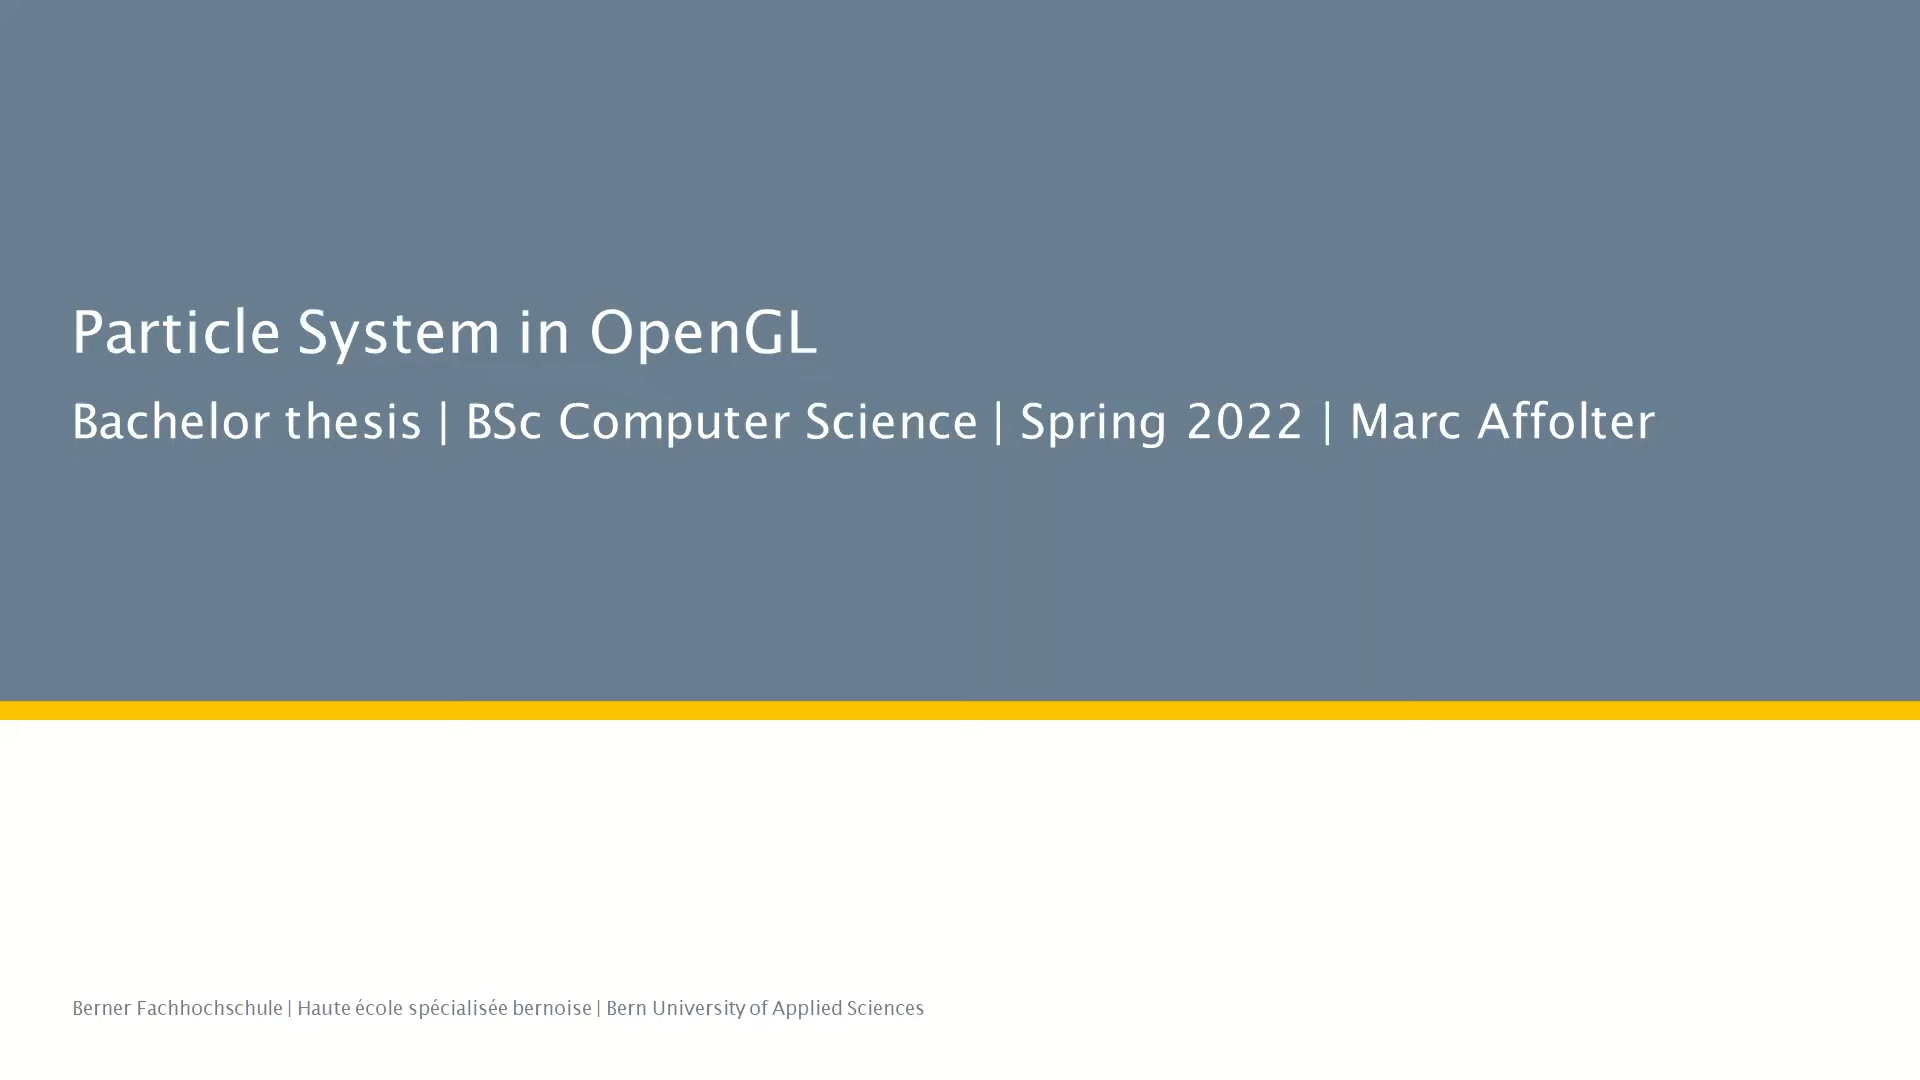 Particle System in OpenGL
Bachelor thesis | BSc Computer Science | Spring 2022 | Marc Affolter
Berner Fachhochschule | Haute école spécialisée bernoise | Bern University of Applied Sciences